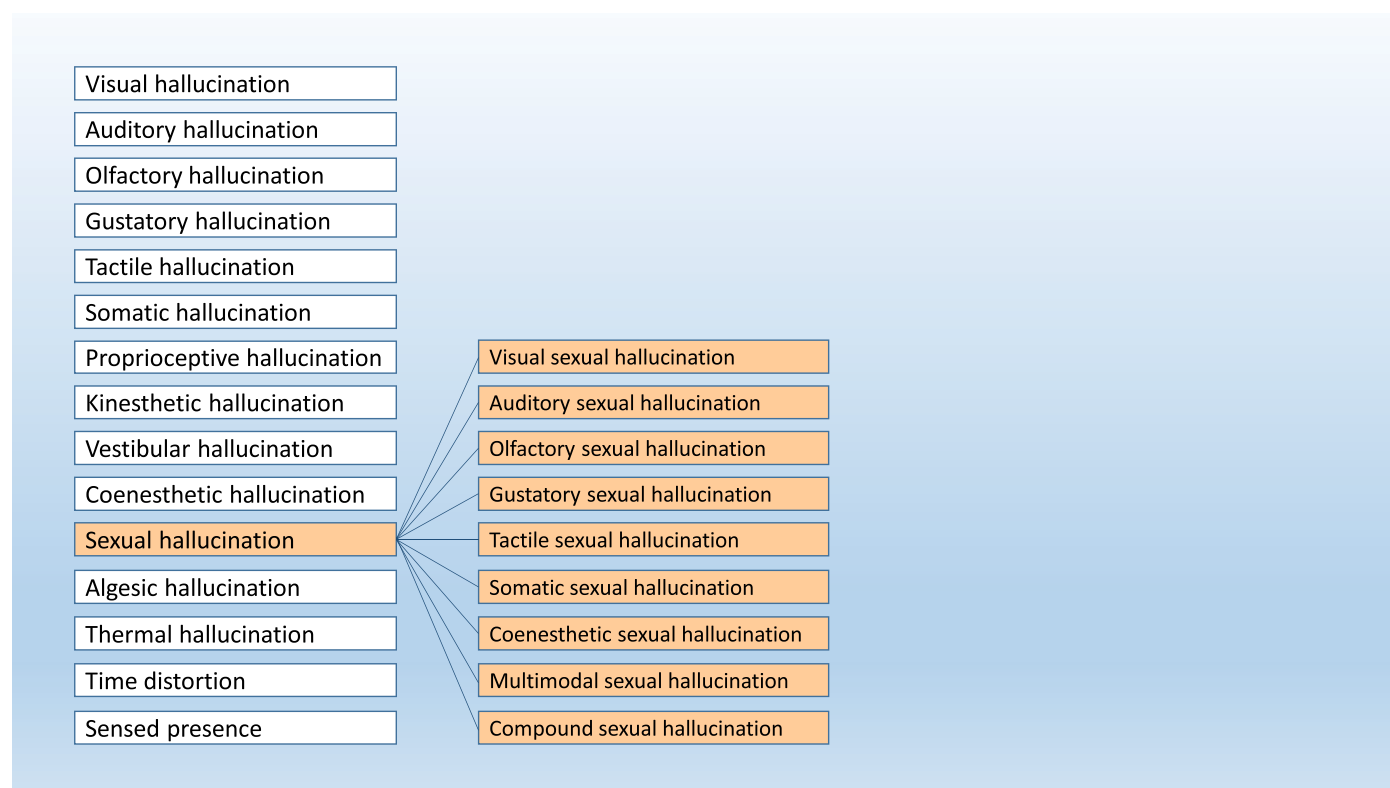 Visual hallucination
Auditory hallucination
Olfactory hallucination
Gustatory hallucination
Tactile hallucination
Somatic hallucination
Proprioceptive hallucination
Kinesthetic hallucination
Vestibular hallucination
Coenesthetic hallucination
Sexual hallucination
Algesic hallucination
Thermal hallucination
Time distortion
Sensed presence
Visual sexual hallucination
Auditory sexual hallucination
Olfactory sexual hallucination
Gustatory sexual hallucination
Tactile sexual hallucination
Somatic sexual hallucination
Coenesthetic sexual hallucination
Multimodal sexual hallucination
Compound sexual hallucination